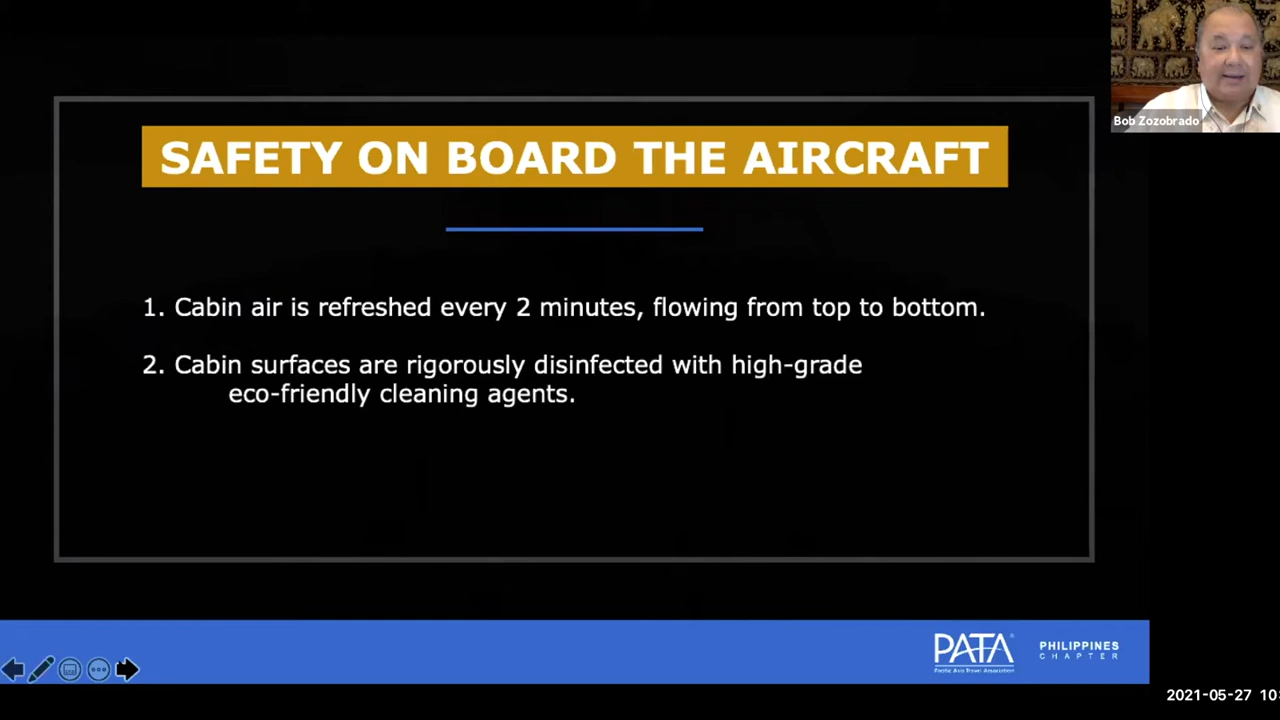 Bob Zozobrado
SAFETY ON BOARD THE AIRCRAFT
1. Cabin air is refreshed every 2 minutes, flowing from top to bottom.
2. Cabin surfaces are rigorously disinfected with high-grade
eco-friendly cleaning agents.
PATA
Pacific Asia Travel Association
PHILIPPINES
CHAPTER
2021-05-27 10: